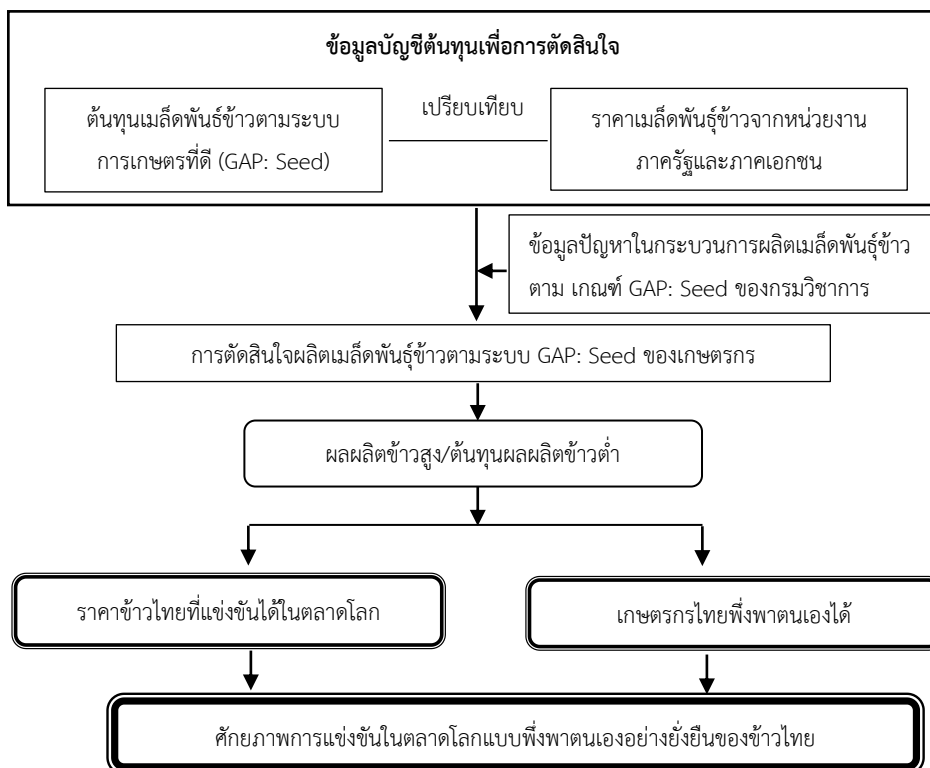 ข้อมูลบัญชีต้นทุนเพื่อการตัดสินใจ
ต้นทุนเมล็ดพันธ์ข้าวตามระบบ
การเกษตรที่ดี (GAP: Seed)
เปรียบเทียบ
ราคาเมล็ดพันธุ์ข้าวจากหน่วยงาน
ภาครัฐและภาคเอกชน
ข้อมูลปัญหาในกระบวนการผลิตเมล็ดพันธุ์ข้าว
ตาม เกณฑ์ GAP: Seed ของกรมวิชาการ
การตัดสินใจผลิตเมล็ดพันธุ์ข้าวตามระบบ GAP: Seed ของเกษตรกร
ผลผลิตข้าวสูง/ต้นทุนผลผลิตข้าวต่ำ
ราคาข้าวไทยที่แข่งขันได้ในตลาดโลก
เกษตรกรไทยพึ่งพาตนเองได้
ศักยภาพการแข่งขันในตลาดโลกแบบพึ่งพาตนเองอย่างยั่งยืนของข้าวไทย